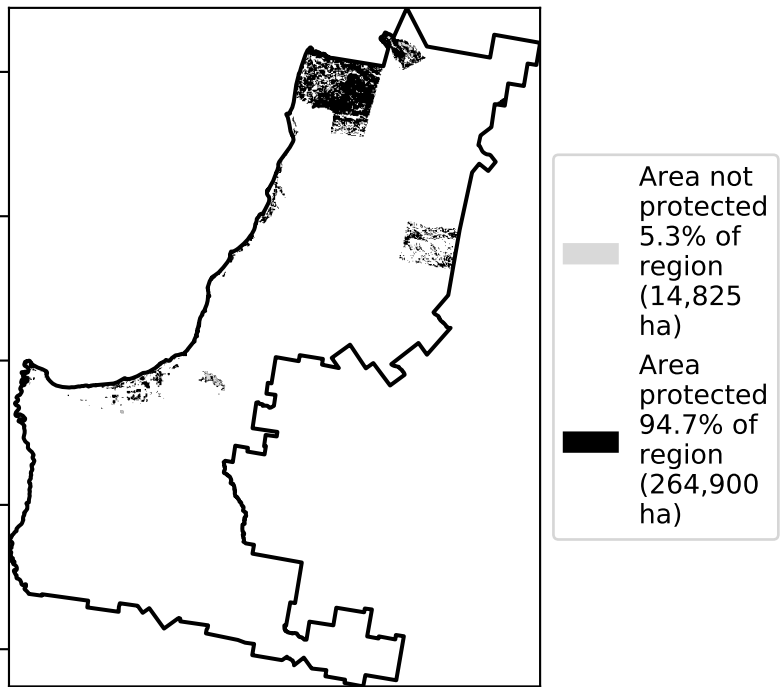 Area not
protected
5.3% of
region
(14,825
ha)
Area
protected
94.7% of
region
(264,900
ha)